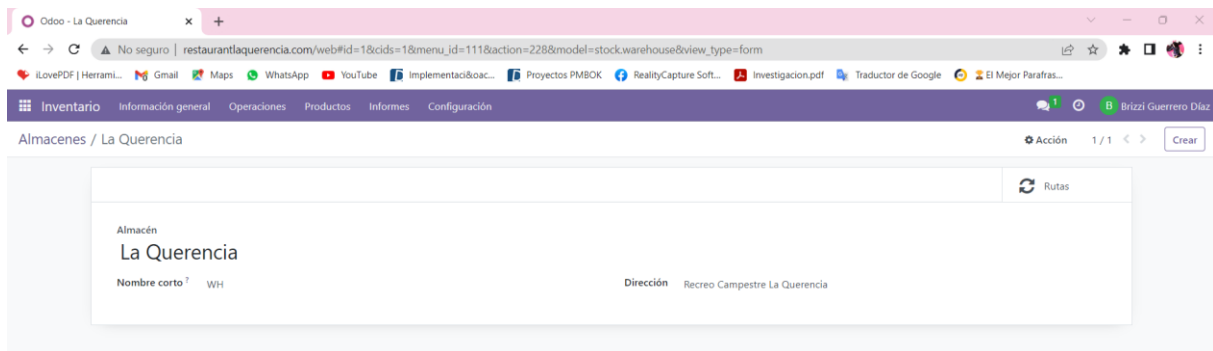 Odoo - La Querencia
No seguro | restaurantlaquerencia.com/web#id=1&cids=1&menu_id=111&action=228&model=stock.warehouse&view_type=form
iLovePDF | Herrami... Gmail Maps WhatsApp YouTube Implementaci&oac... Proyectos PMBOK RealityCapture Soft... Investigacion.pdf Traductor de Google El Mejor Parafras...
Inventario Información general Operaciones Productos Informes Configuración 1 B Brizzi Guerrero Díaz
Almacenes / La Querencia Acción 1 / 1 Crear
Rutas
Almacén
La Querencia
Nombre corto ? WH Dirección Recreo Campestre La Querencia